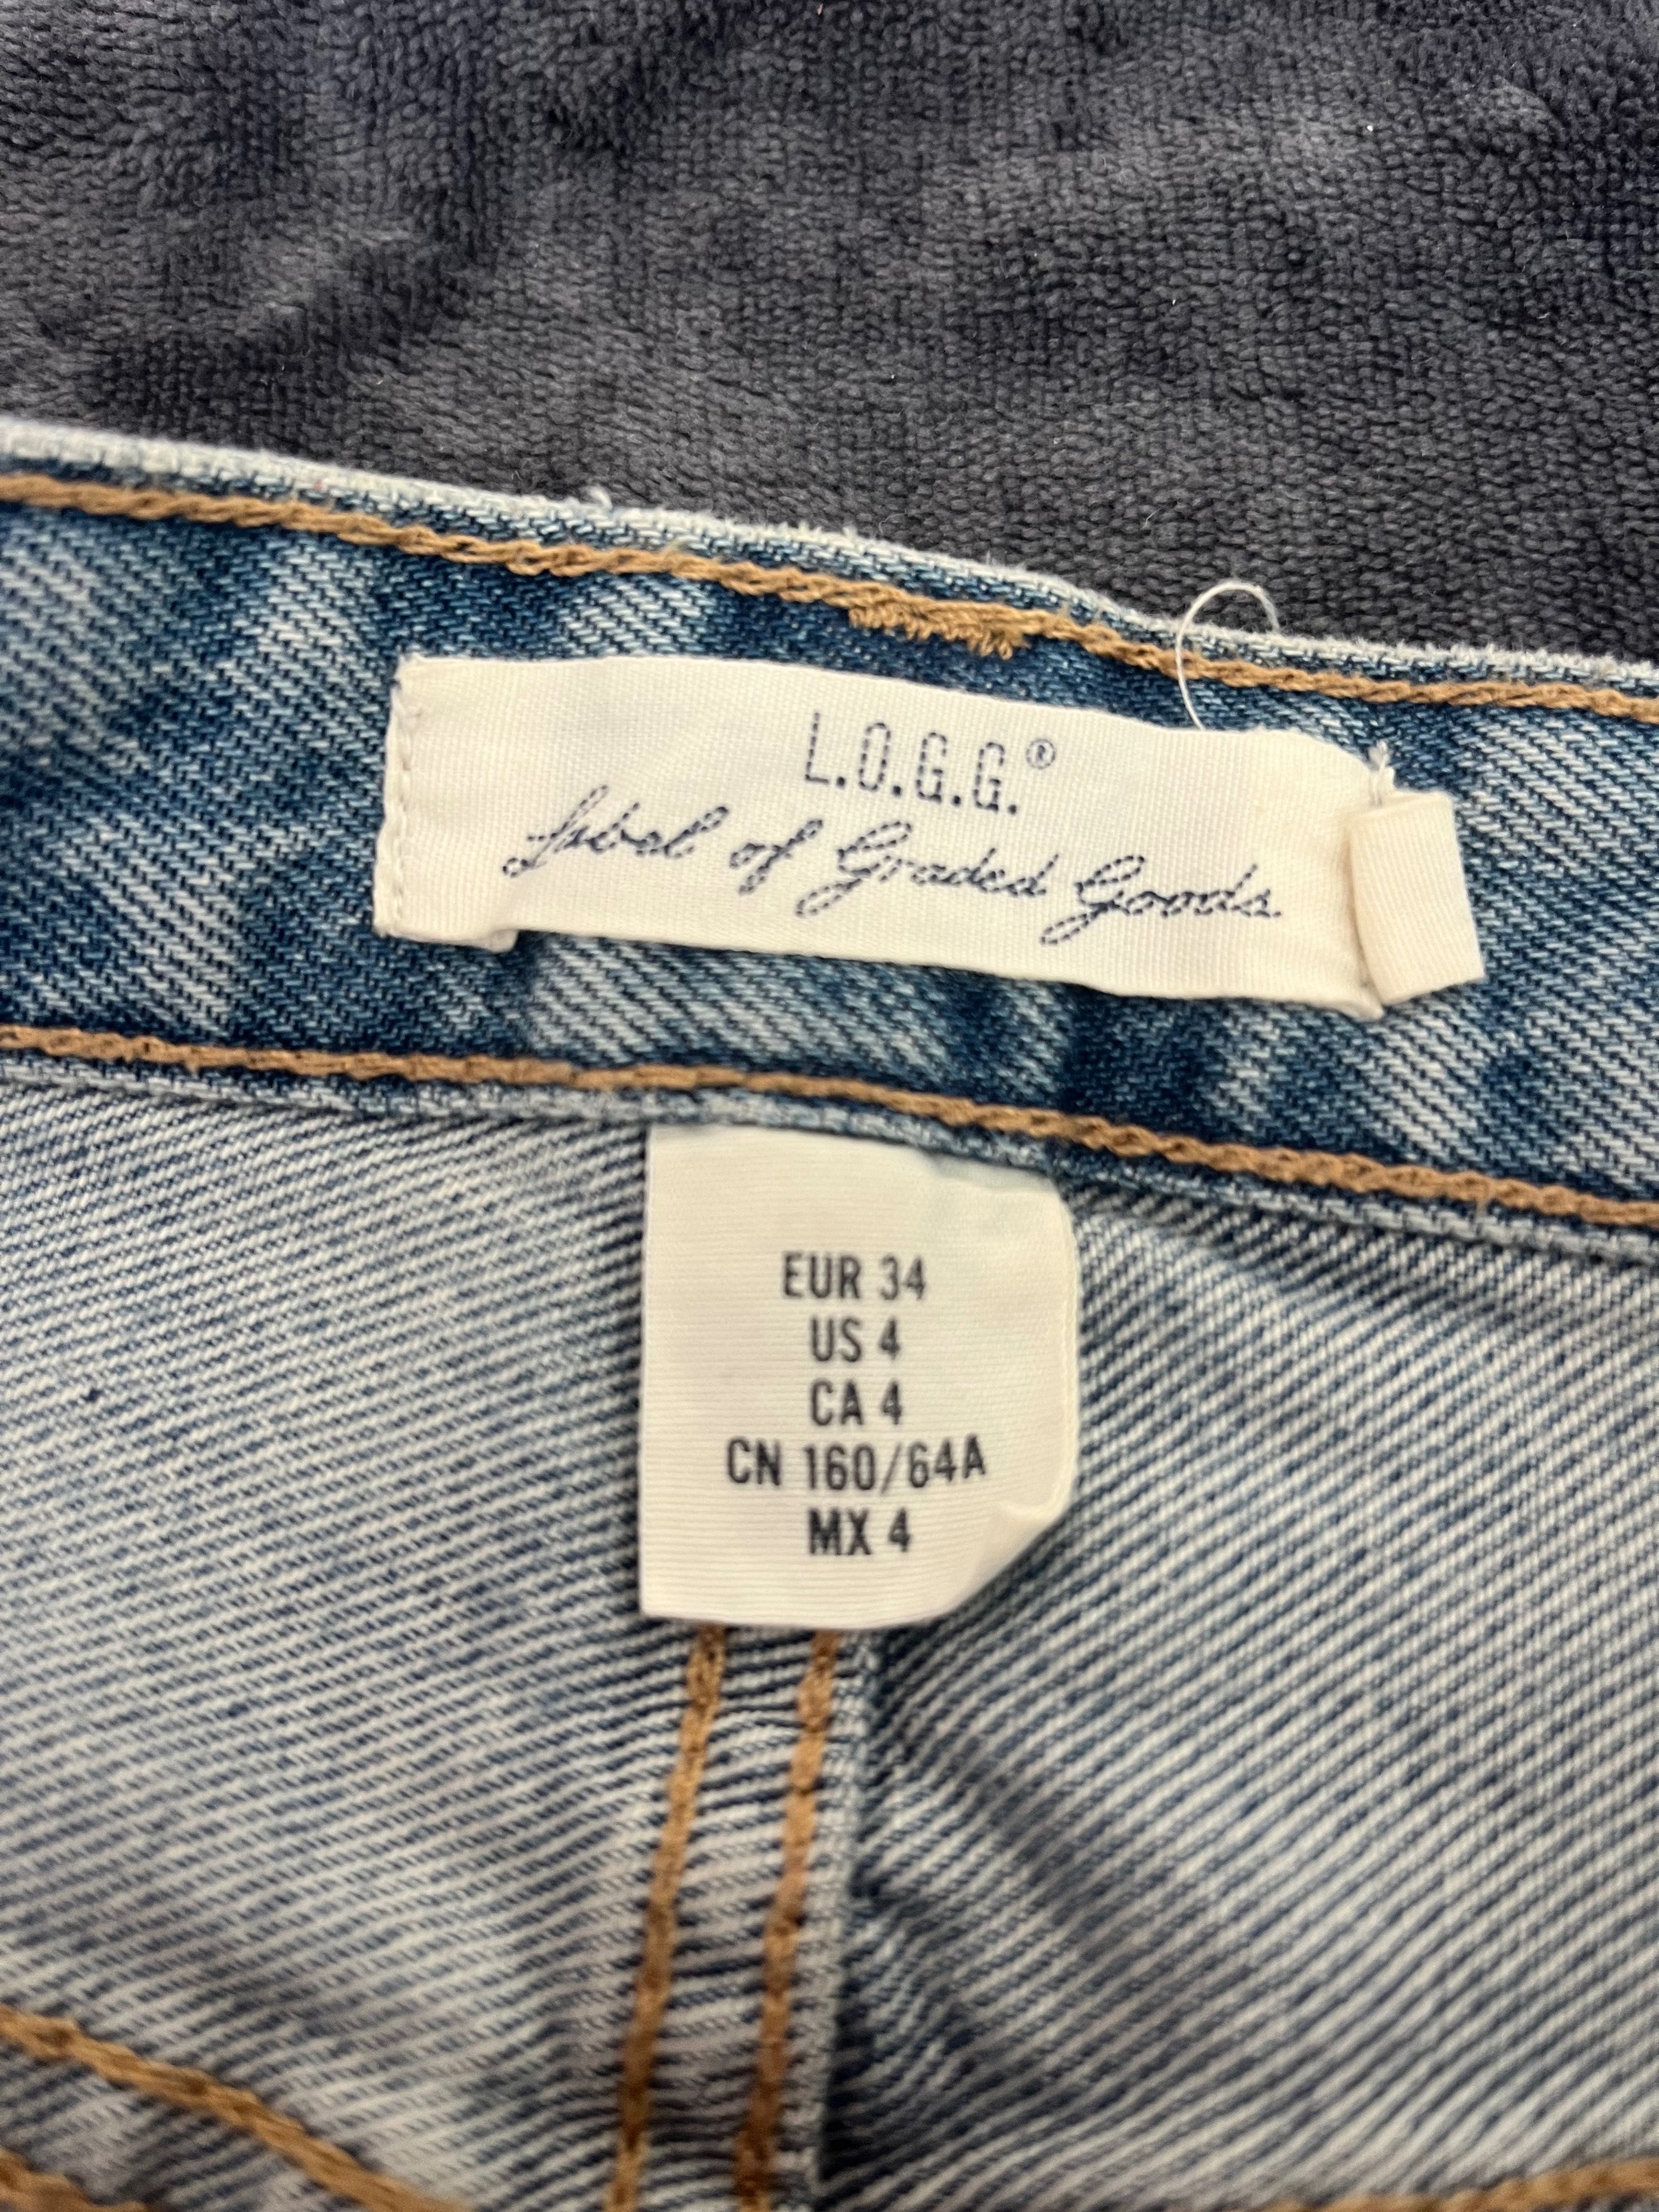 L.O.G.G.®
Label of Graded Goods.
EUR 34
US 4
CA 4
CN 160/64A
MX 4